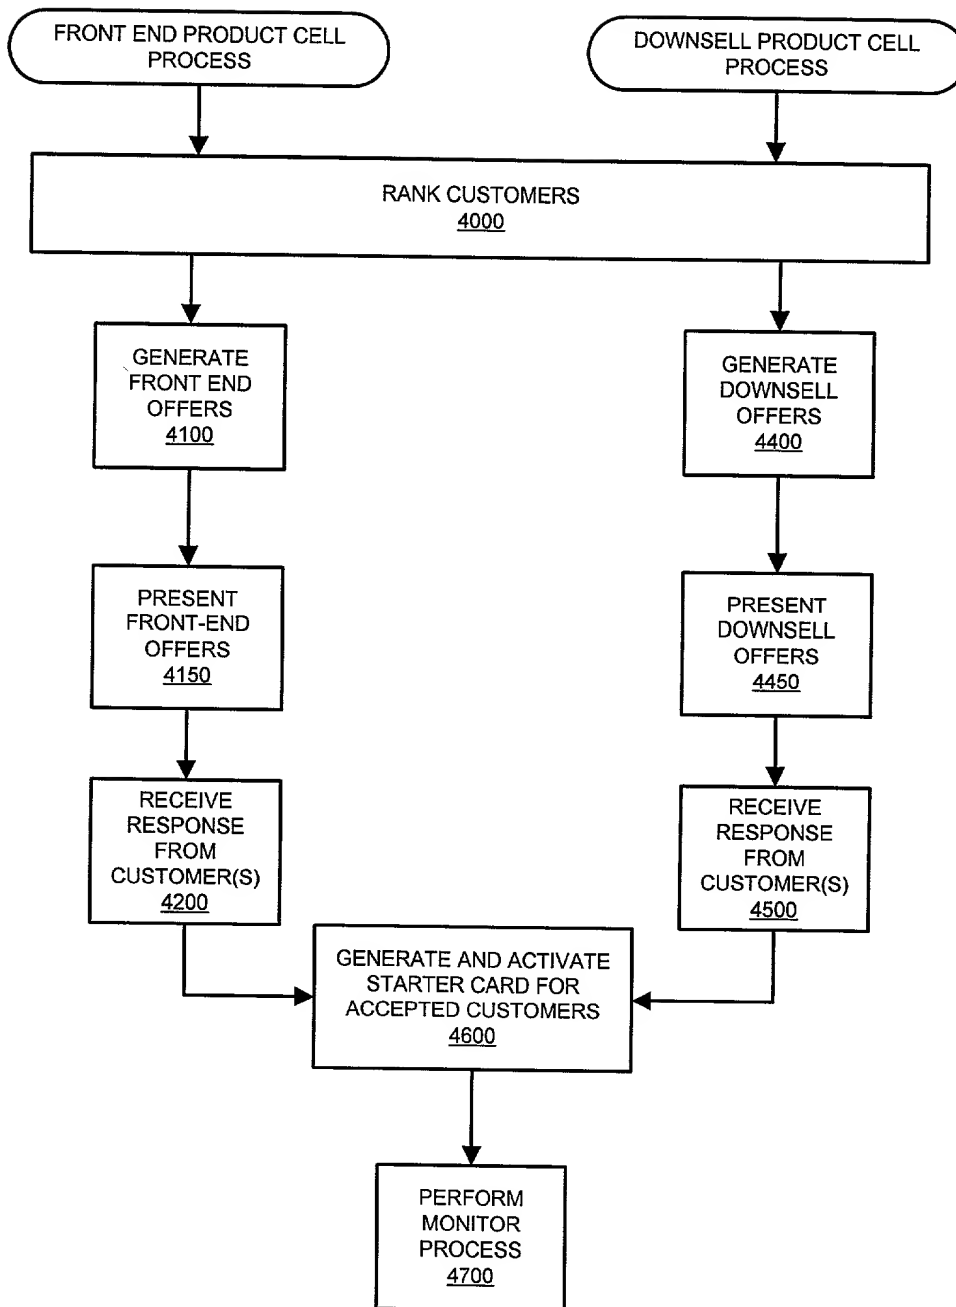 FRONT END PRODUCT CELL
PROCESS
DOWNSELL PRODUCT CELL
PROCESS
RANK CUSTOMERS
4000
GENERATE
FRONT END
OFFERS
4100
GENERATE
DOWNSELL
OFFERS
4400
PRESENT
FRONT-END
OFFERS
4150
PRESENT
DOWNSELL
OFFERS
4450
RECEIVE
RESPONSE
FROM
CUSTOMER(S)
4200
RECEIVE
RESPONSE
FROM
CUSTOMER(S)
4500
GENERATE AND ACTIVATE
STARTER CARD FOR
ACCEPTED CUSTOMERS
4600
PERFORM
MONITOR
PROCESS
4700